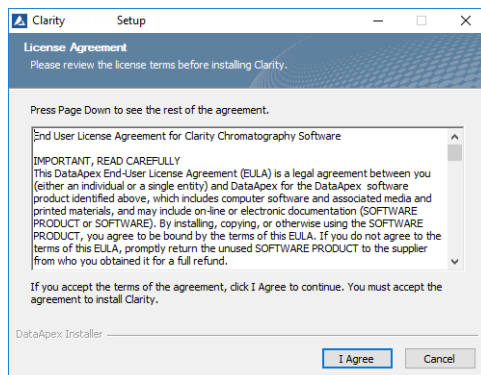 Clarity Setup
License Agreement
Please review the license terms before installing Clarity.
Press Page Down to see the rest of the agreement.
End User License Agreement for Clarity Chromatography Software
IMPORTANT, READ CAREFULLY
This DataApex End-User License Agreement (EULA) is a legal agreement between you
(either an individual or a single entity) and DataApex for the DataApex software
product identified above, which includes computer software and associated media and
printed materials, and may include on-line or electronic documentation (SOFTWARE
PRODUCT or SOFTWARE). By installing, copying, or otherwise using the SOFTWARE
PRODUCT, you agree to be bound by the terms of this EULA. If you do not agree to the
terms of this EULA, promptly return the unused SOFTWARE PRODUCT to the supplier
from who you obtained it for a full refund.
If you accept the terms of the agreement, click I Agree to continue. You must accept the
agreement to install Clarity.
DataApex Installer
I Agree Cancel